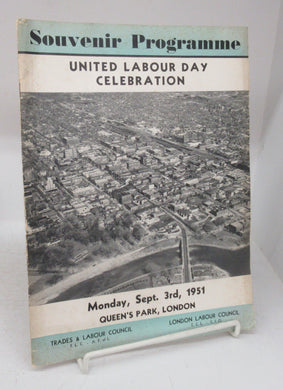 Souvenir Programme
UNITED LABOUR DAY
CELEBRATION
Monday, Sept. 3rd, 1951
QUEEN'S PARK, LONDON
TRADES & LABOUR COUNCIL
LONDON LABOUR COUNCIL